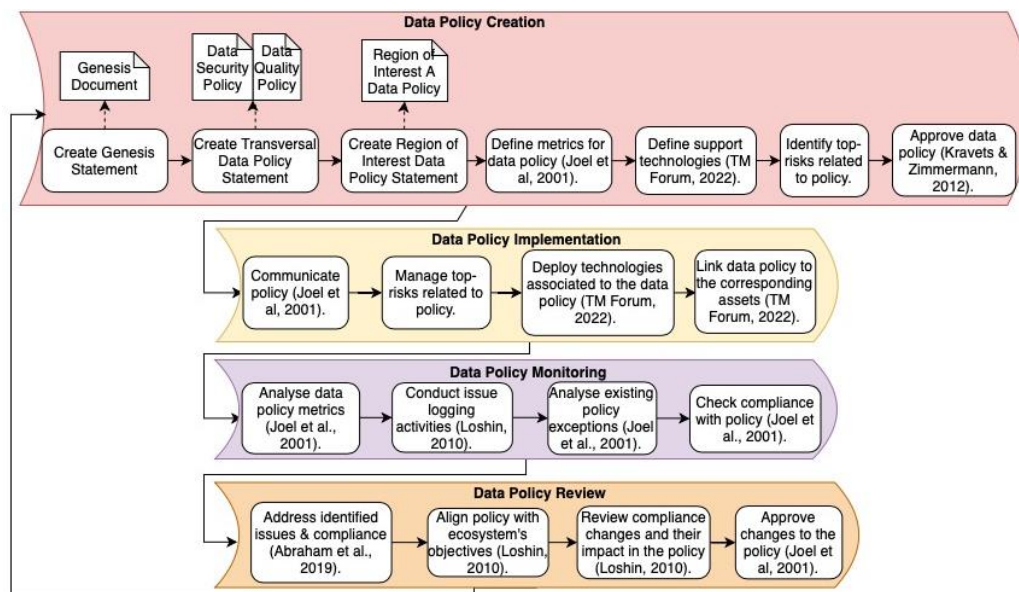 Data Policy Creation
Genesis
Document
Data
Security
Policy
Data
Quality
Policy
Region of
Interest A
Data Policy
Create Genesis
Statement
Create Transversal
Data Policy
Statement
Create Region of
Interest Data
Policy Statement
Define metrics for
data policy (Joel et
al, 2001).
Define support
technologies (TM
Forum, 2022).
Identify top-
risks related
to policy.
Approve data
policy (Kravets &
Zimmermann,
2012).
Data Policy Implementation
Communicate
policy (Joel et
al, 2001).
Manage top-
risks related to
policy.
Deploy technologies
associated to the data
policy (TM Forum,
2022).
Link data policy to
the corresponding
assets (TM
Forum, 2022).
Data Policy Monitoring
Analyse data
policy metrics
(Joel et al.,
2001).
Conduct issue
logging
activities (Loshin,
2010).
Analyse existing
policy
exceptions (Joel
et al., 2001).
Check compliance
with policy (Joel et
al., 2001).
Data Policy Review
Address identified
issues & compliance
(Abraham et al.,
2019).
Align policy with
ecosystem's
objectives (Loshin,
2010).
Review compliance
changes and their
impact in the policy
(Loshin, 2010).
Approve
changes to the
policy (Joel et
al, 2001).